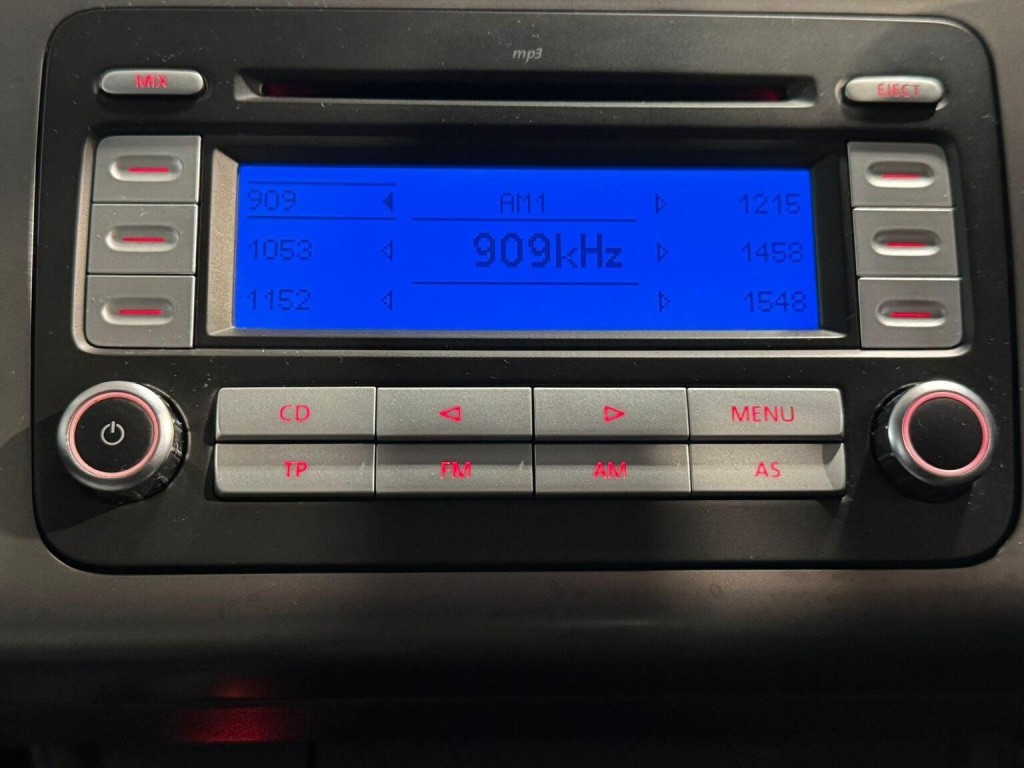 mp3
MIX
EJECT
909 AM1 1215
1053 909kHz 1458
1152 1548
CD MENU
TP FM AM AS